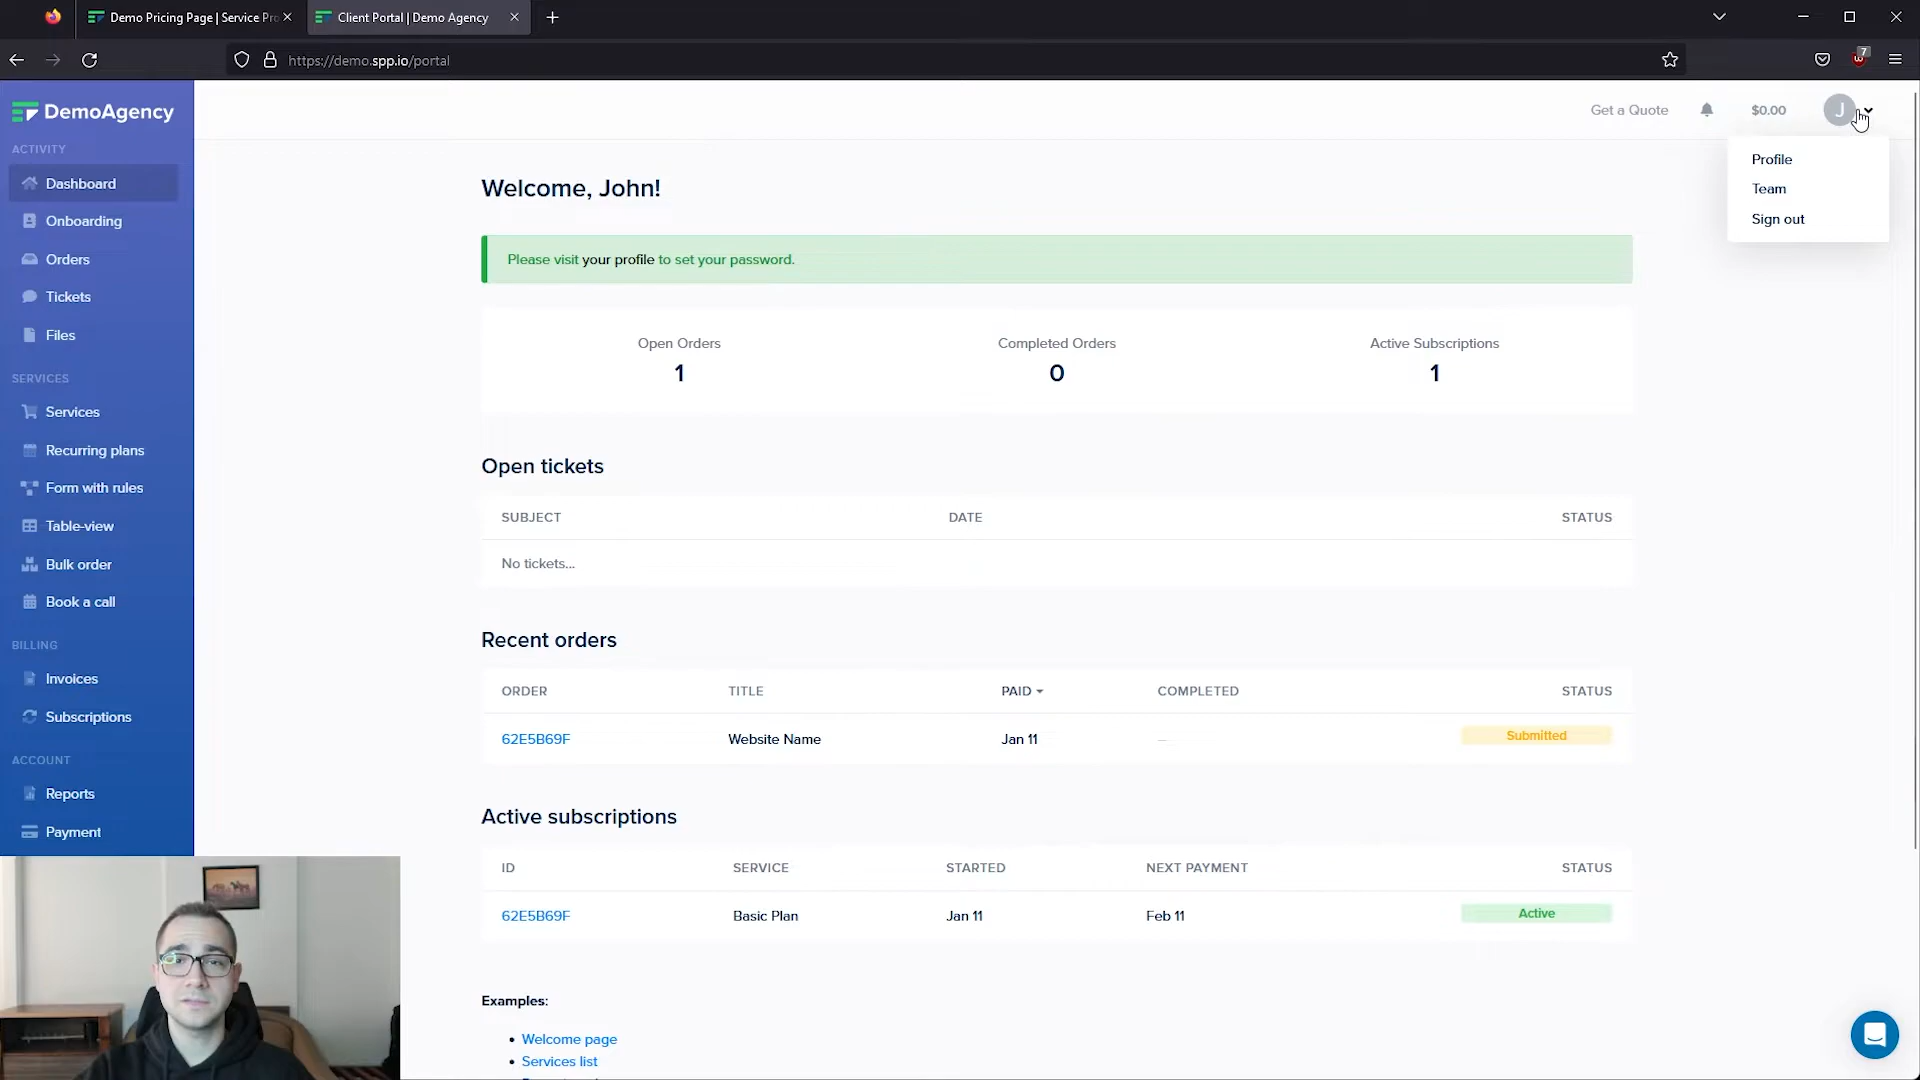 Demo Pricing Page | Service Pro
Client Portal | Demo Agency
https://demo.spp.io/portal
7
DemoAgency
Get a Quote
$0.00
J
Profile
Team
Sign out
ACTIVITY
Dashboard
Onboarding
Orders
Tickets
Files
SERVICES
Services
Recurring plans
Form with rules
Table-view
Bulk order
Book a call
BILLING
Invoices
Subscriptions
ACCOUNT
Reports
Payment
Welcome, John!
Please visit your profile to set your password.
Open Orders
1
Completed Orders
0
Active Subscriptions
1
Open tickets
SUBJECT DATE STATUS
No tickets...
Recent orders
ORDER TITLE PAID COMPLETED STATUS
62E5B69F Website Name Jan 11 — Submitted
Active subscriptions
ID SERVICE STARTED NEXT PAYMENT STATUS
62E5B69F Basic Plan Jan 11 Feb 11 Active
Examples:
• Welcome page
• Services list